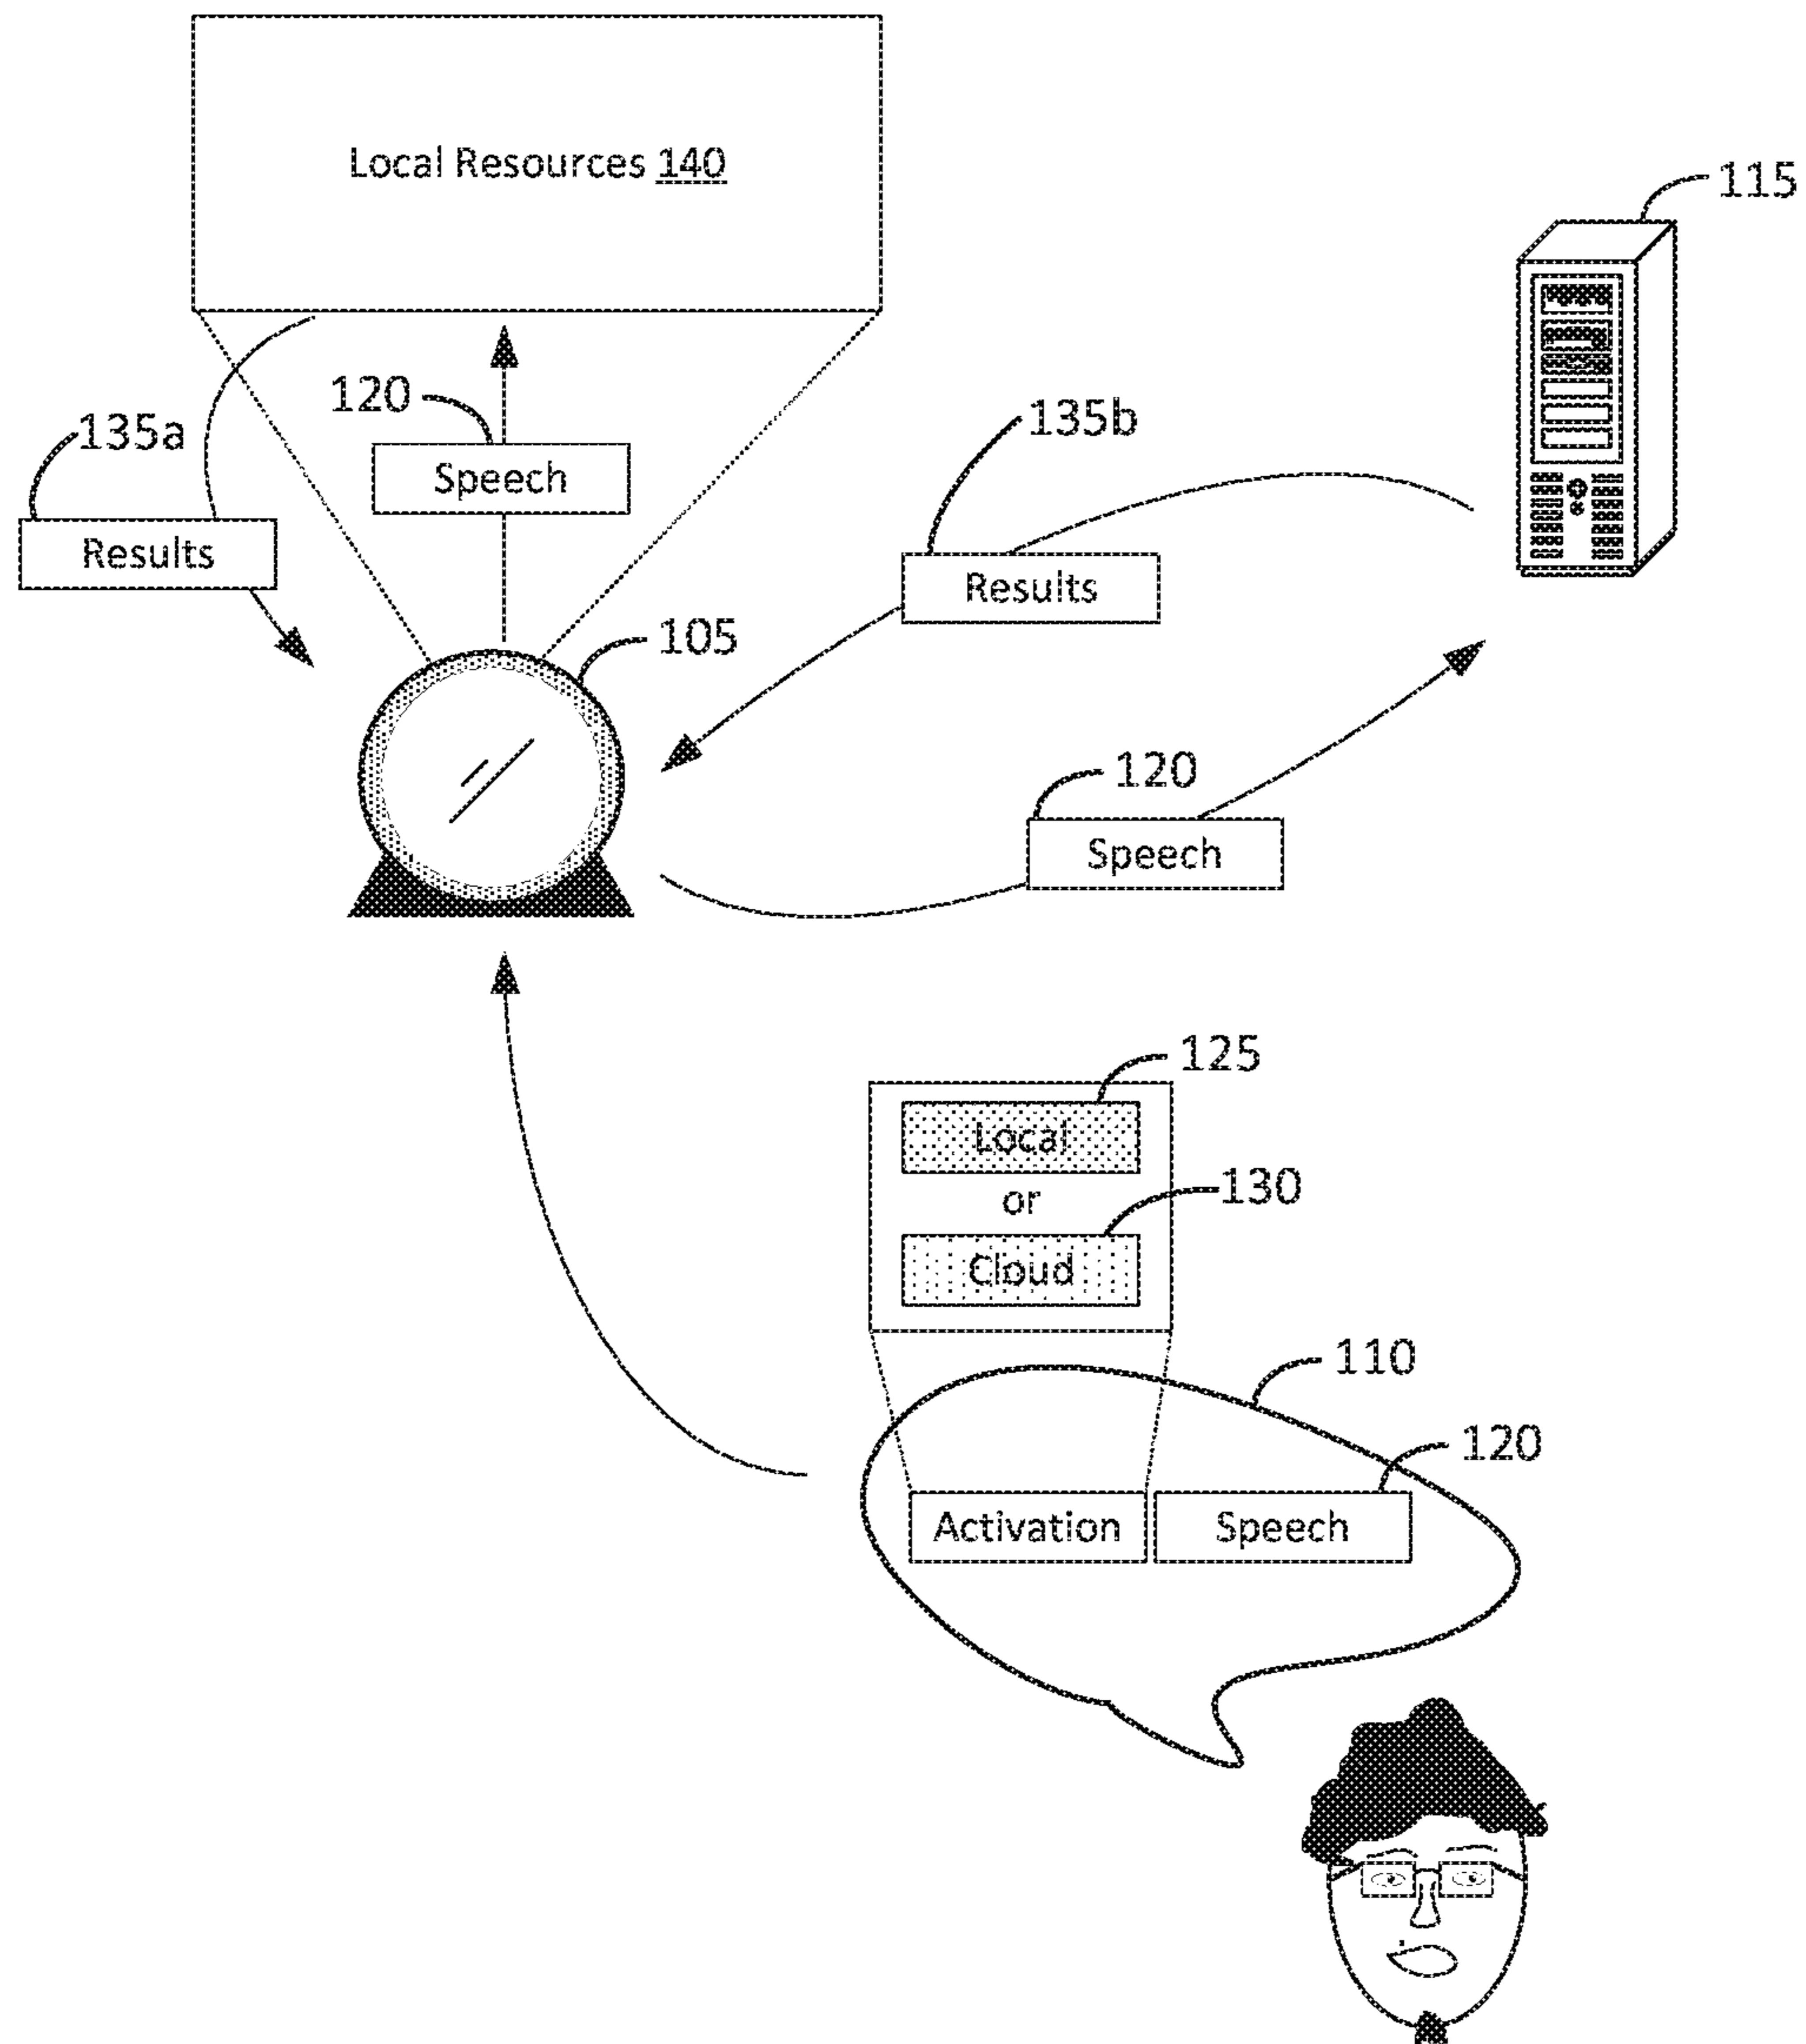 Local Resources 140
115
120
135b
135a
Speech
Results
Results
105
120
Speech
125
Local
or
130
Cloud
110
120
Activation
Speech